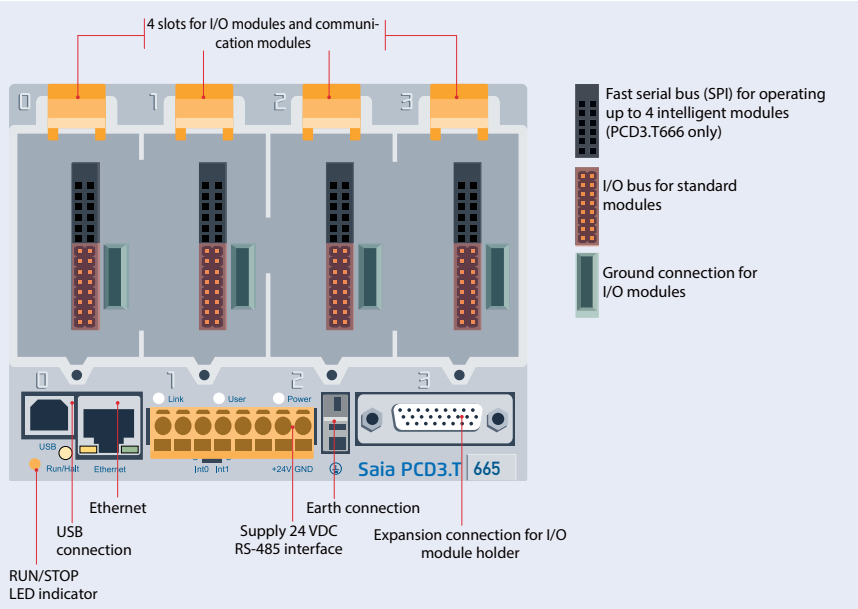 4 slots for I/O modules and communi-
cation modules
0 1 2 3
Fast serial bus (SPI) for operating
up to 4 intelligent modules
(PCD3.T666 only)
I/O bus for standard
modules
Ground connection for
I/O modules
0 1 2 3
Link User Power
USB
Run/Halt Ethernet Int0 Int1 +24V GND
Saia PCD3.T 665
Ethernet
Earth connection
USB
connection
Supply 24 VDC
RS-485 interface
Expansion connection for I/O
module holder
RUN/STOP
LED indicator